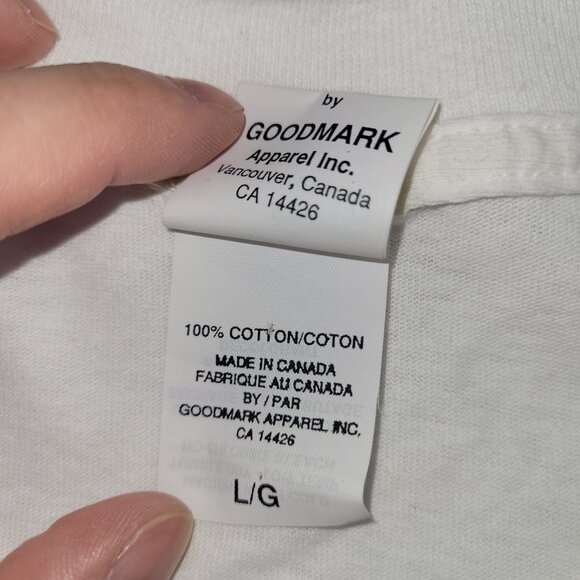 by
GOODMARK
Apparel Inc.
Vancouver, Canada
CA 14426
100% COTTON/COTON
MADE IN CANADA
FABRIQUE AU CANADA
BY / PAR
GOODMARK APPAREL INC.
CA 14426
L/G